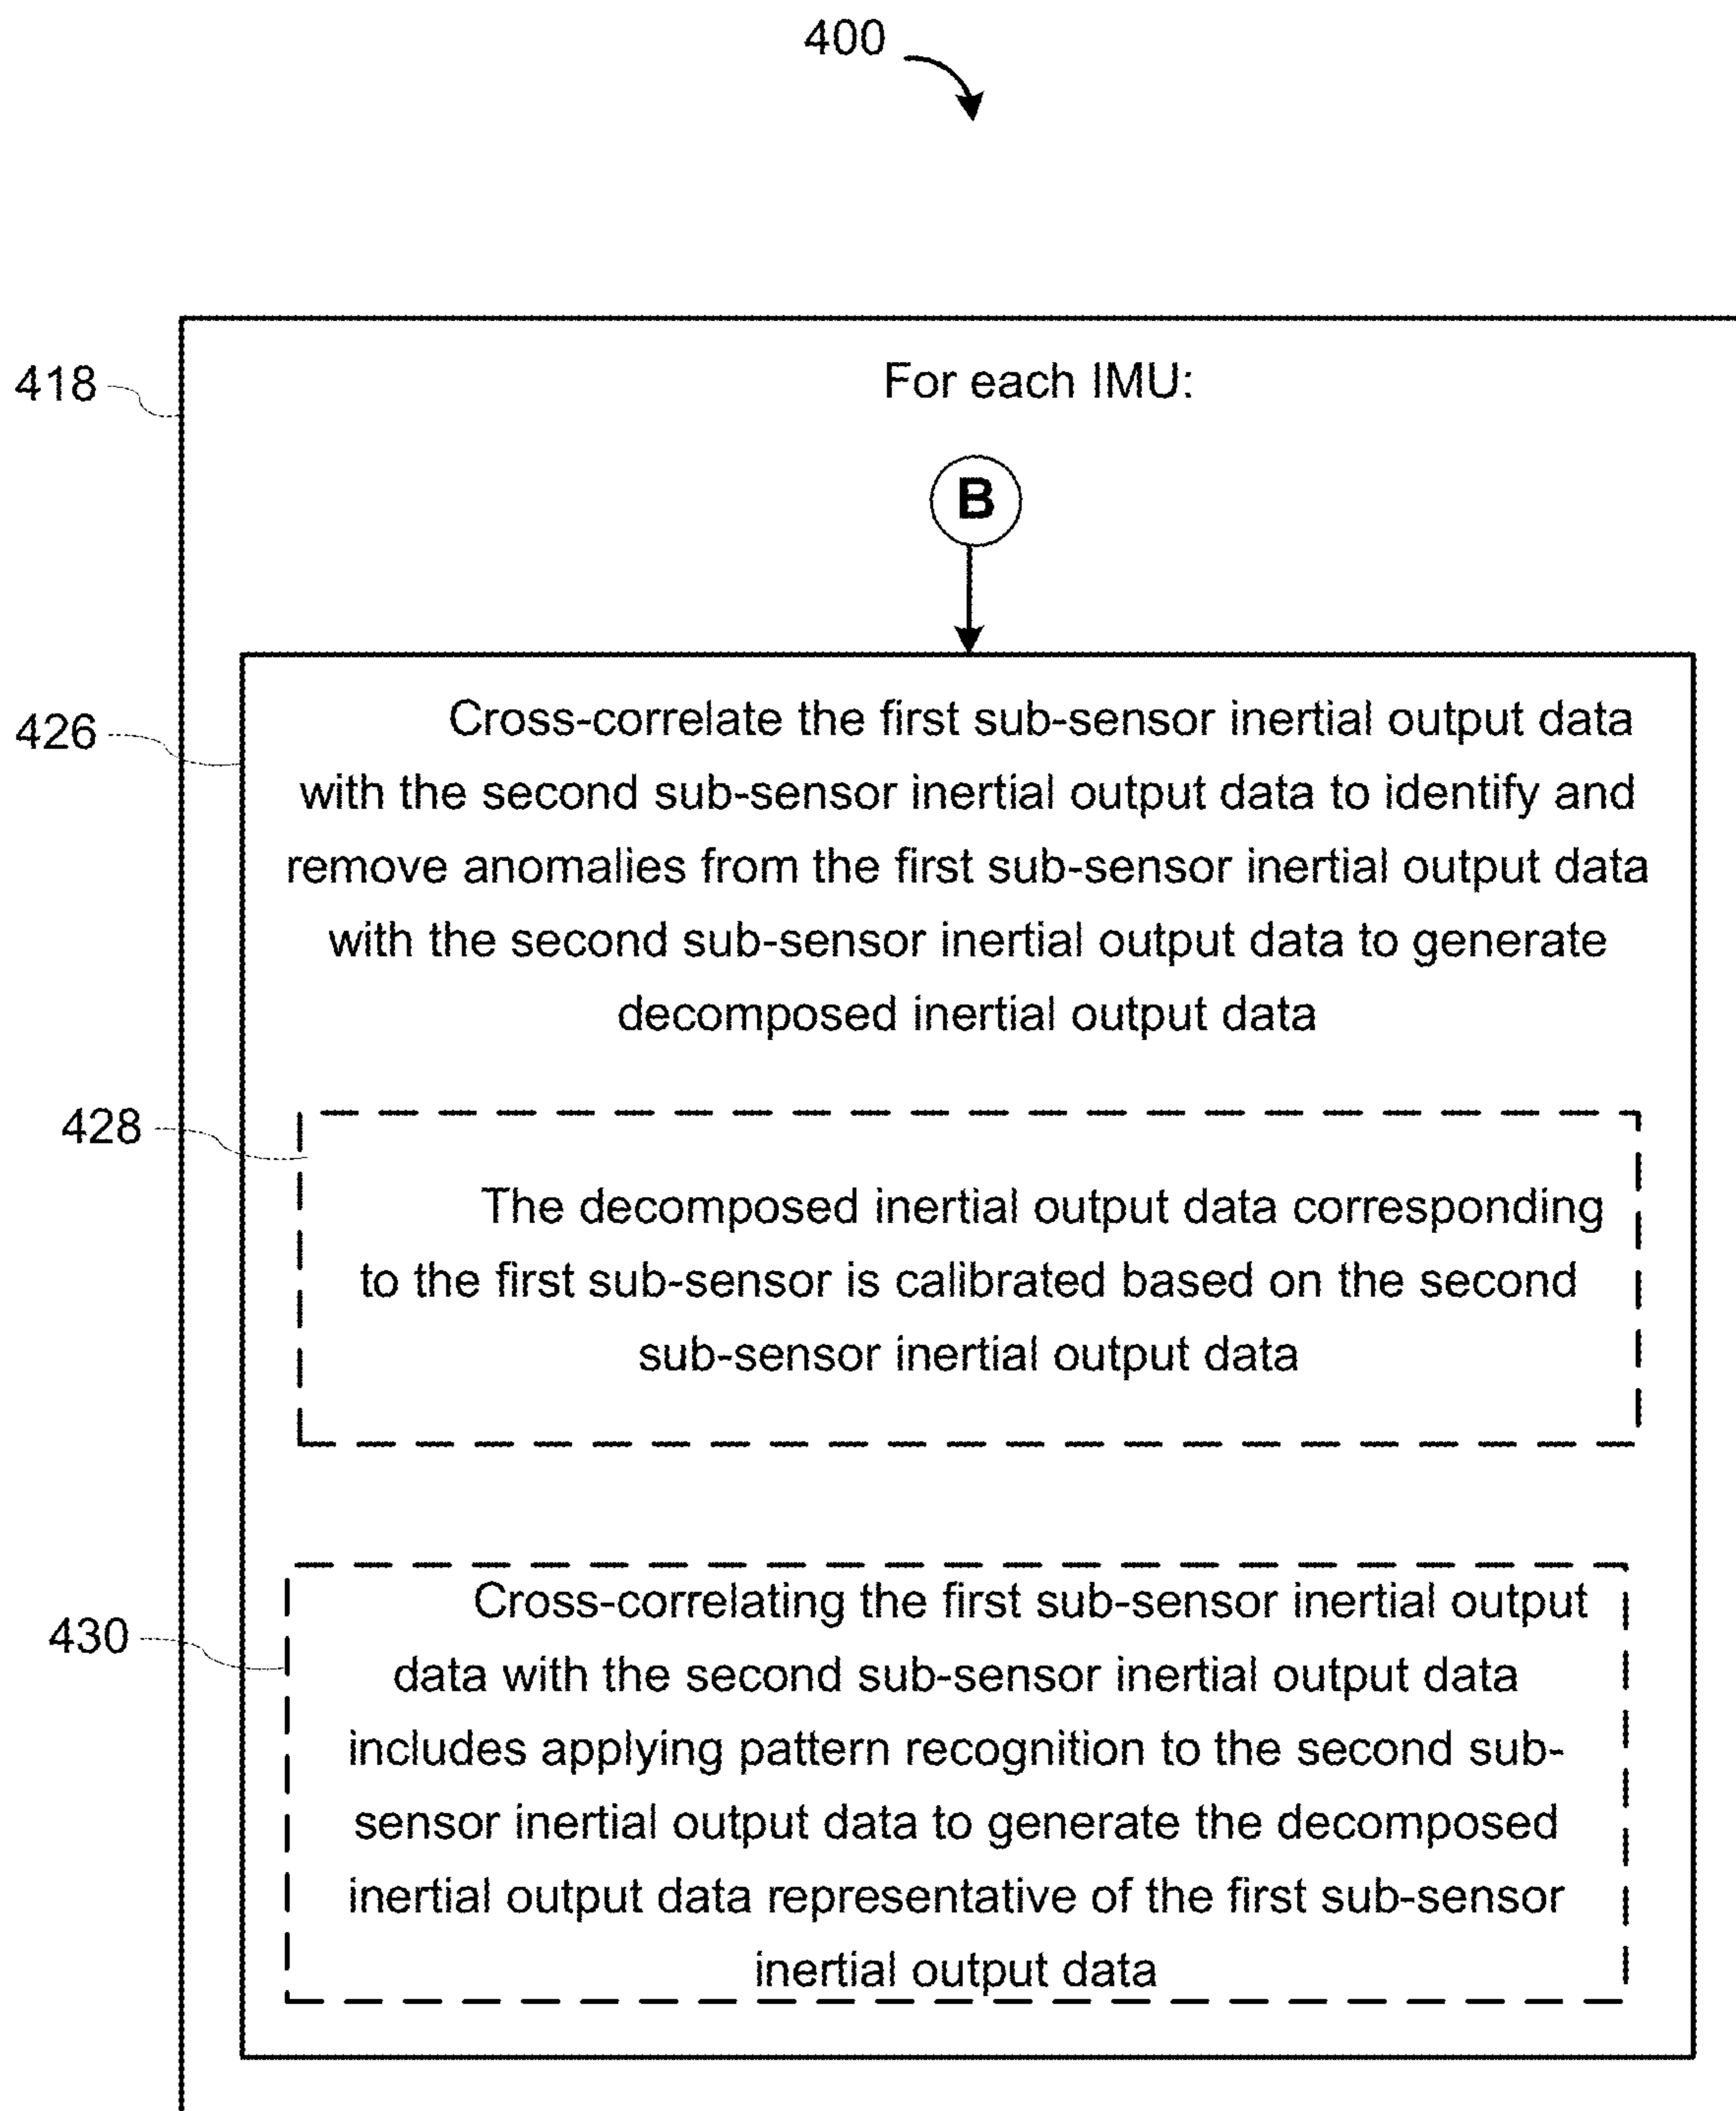 400
418
For each IMU:
B
426
Cross-correlate the first sub-sensor inertial output data
with the second sub-sensor inertial output data to identify and
remove anomalies from the first sub-sensor inertial output data
with the second sub-sensor inertial output data to generate
decomposed inertial output data
428
The decomposed inertial output data corresponding
to the first sub-sensor is calibrated based on the second
sub-sensor inertial output data
430
Cross-correlating the first sub-sensor inertial output
data with the second sub-sensor inertial output data
includes applying pattern recognition to the second sub-
sensor inertial output data to generate the decomposed
inertial output data representative of the first sub-sensor
inertial output data